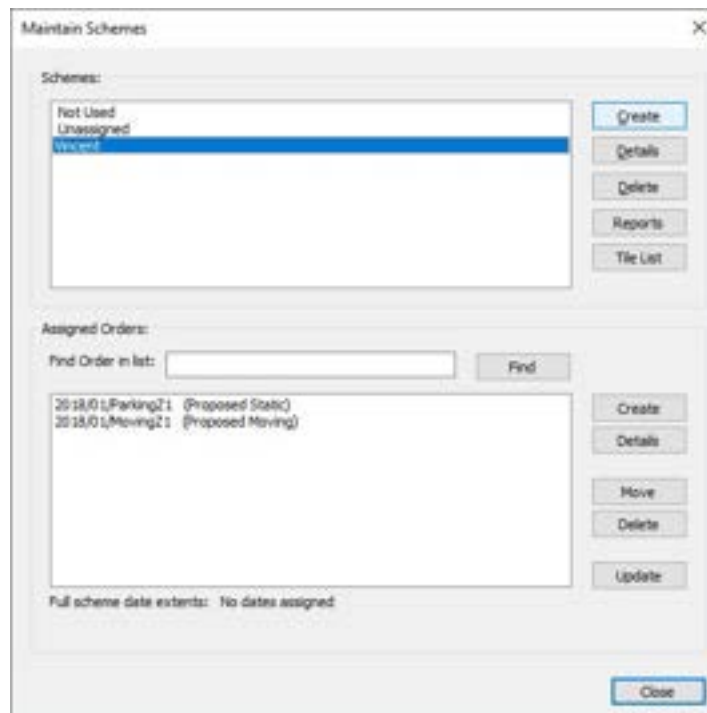 Maintain Schemes
Schemes:
Not Used
Unassigned
Vincent
Create
Details
Delete
Reports
Tile List
Assigned Orders:
Find Order in list:
Find
2018/01/ParkingZ1 (Proposed Static)
2018/01/MovingZ1 (Proposed Moving)
Create
Details
Move
Delete
Update
Full scheme date extents: No dates assigned
Close